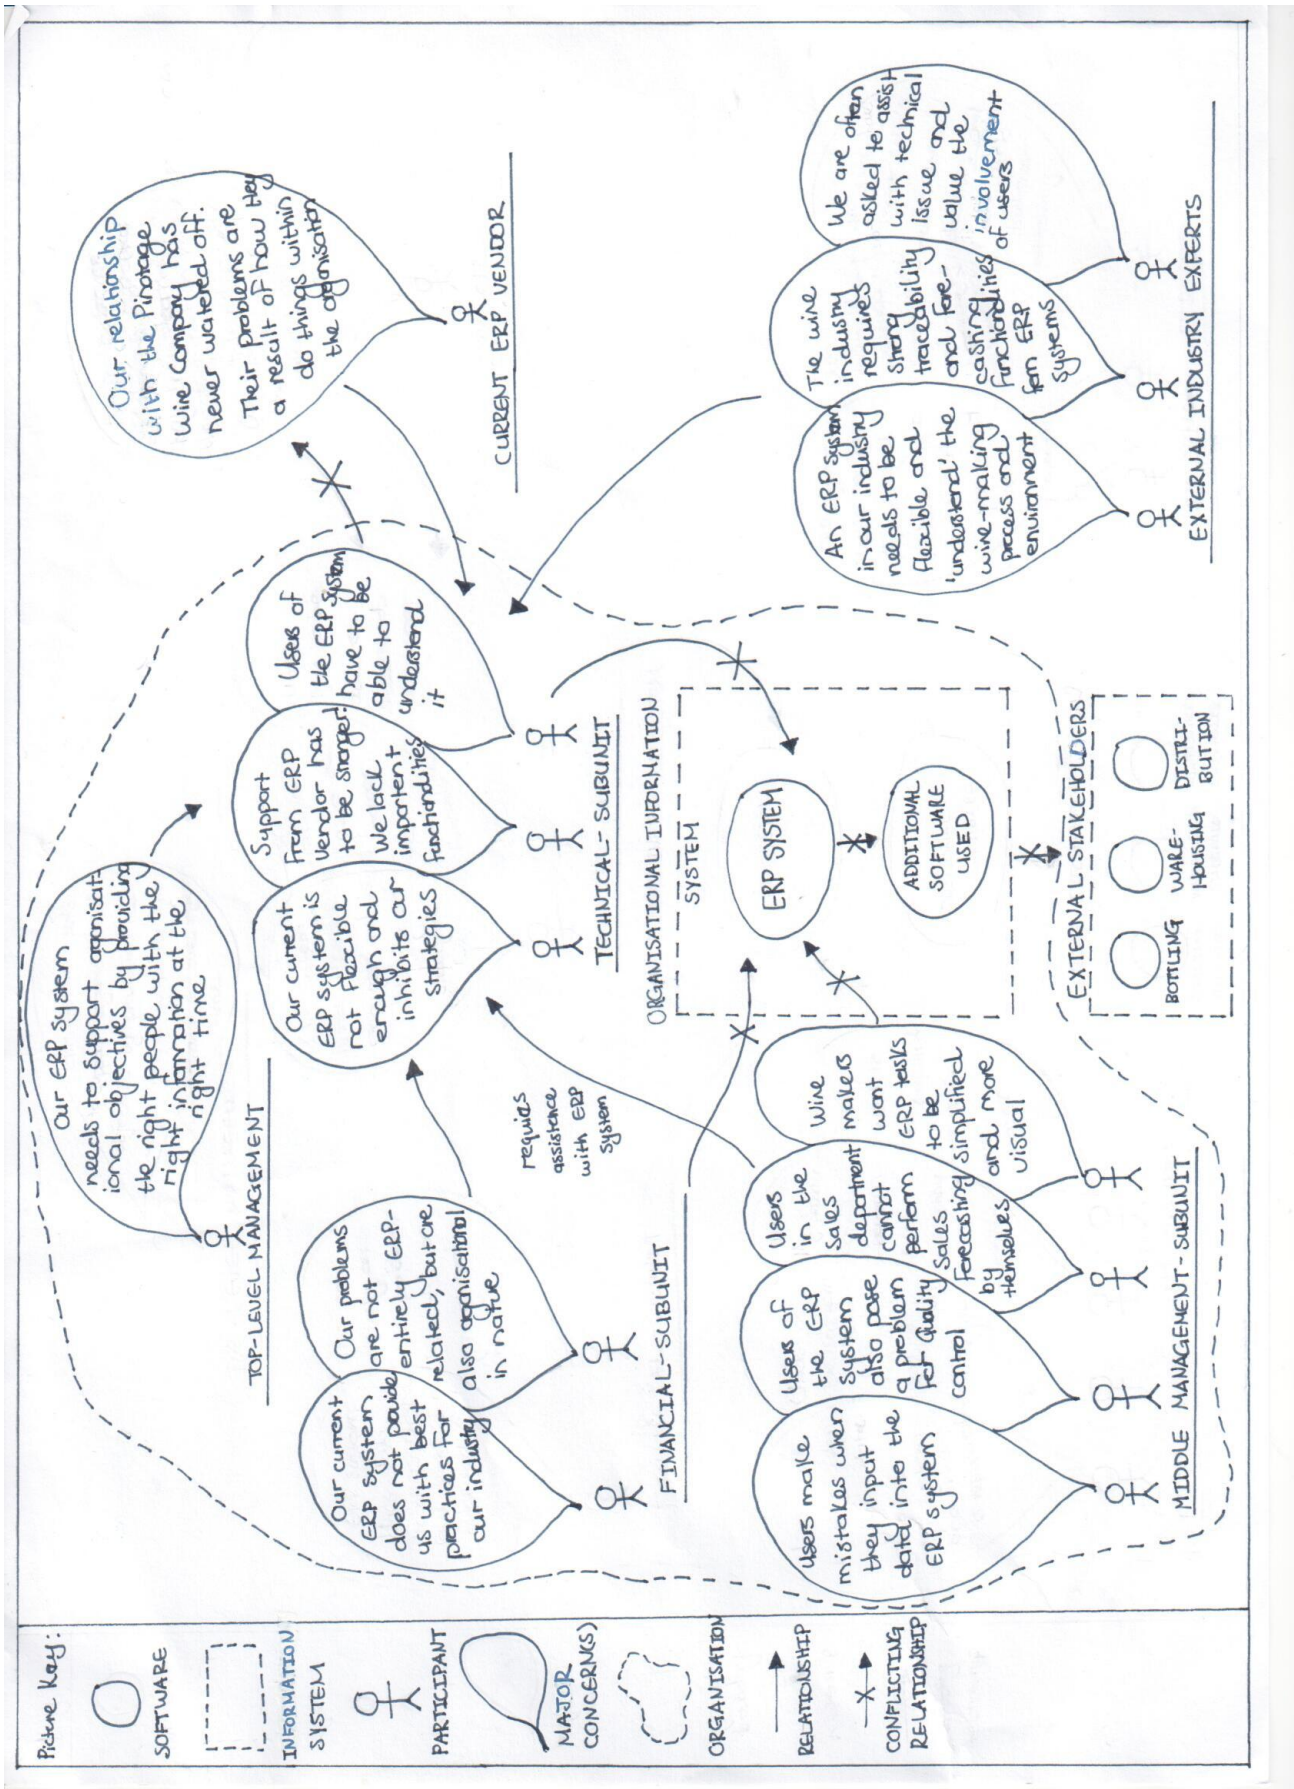 Picture Key:
SOFTWARE
INFORMATION
SYSTEM
PARTICIPANT
MAJOR
CONCERN(S)
ORGANISATION
RELATIONSHIP
CONFLICTING
RELATIONSHIP
Our ERP System
needs to support organisat-
ional objectives by providing
the right people with the
right information at the
right time
TOP-LEVEL MANAGEMENT
Our current
ERP system
does not provide
us with best
practices for
our industry
Our problems
are not
entirely ERP-
related, but are
also organisational
in nature
FINANCIAL-SUBUNIT
Our current
ERP system is
not flexible
enough and
inhibits our
strategies
Support
from ERP
vendor has
to be stronger.
We lack
important
functionalities
Users of
the ERP system
have to be
able to
understand
it
TECHNICAL-SUBUNIT
requires
assistance
with ERP
system
Our relationship
with the Pinotage
Wine Company has
never watered off.
Their problems are
a result of how they
do things within
the organisation
CURRENT ERP VENDOR
Users make
mistakes when
they input
data into the
ERP system
Users of
the ERP
system
also pose
a problem
for Quality
control
Users
in the
Sales
department
cannot
perform
sales
forecasting
by
themselves
Wine
makers
want
ERP tasks
to be
simplified
and more
visual
MIDDLE MANAGEMENT-SUBUNIT
ORGANISATIONAL INFORMATION
SYSTEM
ERP SYSTEM
ADDITIONAL
SOFTWARE
USED
EXTERNAL STAKEHOLDERS
BOTTLING
WARE-
HOUSING
DISTRI-
BUTION
An ERP system
in our industry
needs to be
flexible and
'understand' the
wine-making
process and
environment
The wine
industry
requires
strong
traceability
and fore-
cashing
functionalities
fon ERP
systems
We are often
asked to assist
with technical
issue and
value the
involvement
of users
EXTERNAL INDUSTRY EXPERTS